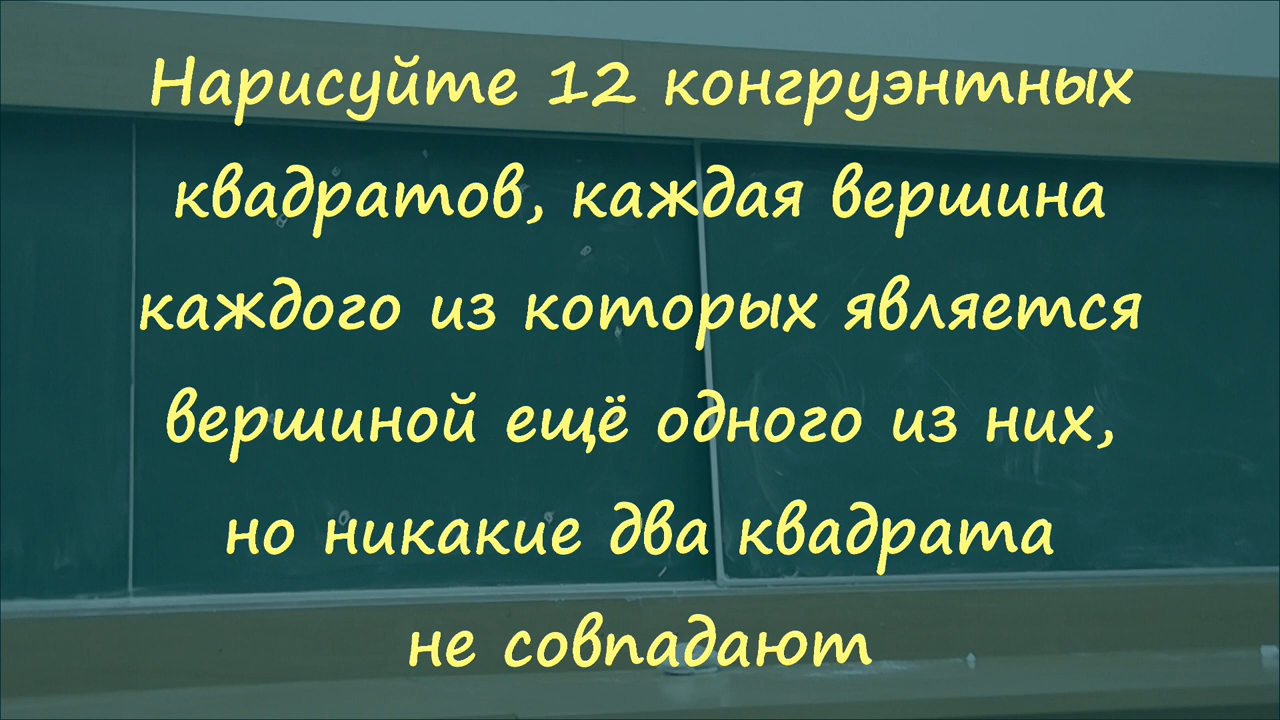 Нарисуйте 12 конгруэнтных
квадратов, каждая вершина
каждого из которых является
вершиной ещё одного из них,
но никакие два квадрата
не совпадают